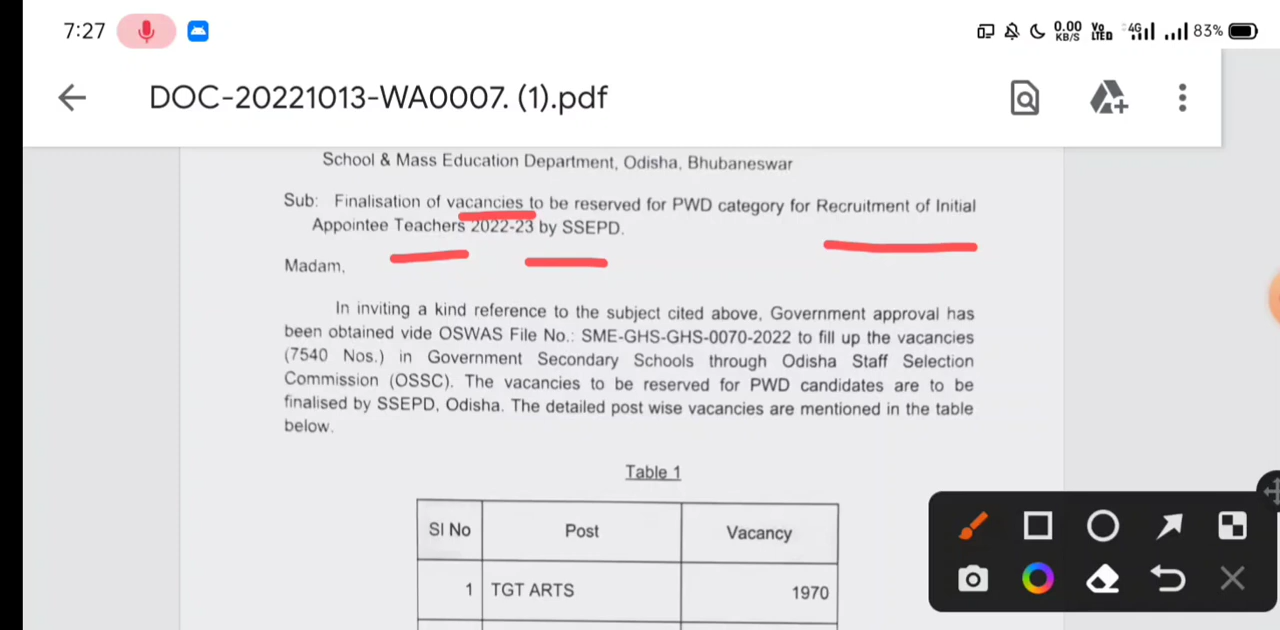 7:27
0.00 KB/S Vo LTED 4G 83%
DOC-20221013-WA0007. (1).pdf
School & Mass Education Department, Odisha, Bhubaneswar
Sub: Finalisation of vacancies to be reserved for PWD category for Recruitment of Initial
Appointee Teachers 2022-23 by SSEPD.
Madam,
In inviting a kind reference to the subject cited above, Government approval has
been obtained vide OSWAS File No.: SME-GHS-GHS-0070-2022 to fill up the vacancies
(7540 Nos.) in Government Secondary Schools through Odisha Staff Selection
Commission (OSSC). The vacancies to be reserved for PWD candidates are to be
finalised by SSEPD, Odisha. The detailed post wise vacancies are mentioned in the table
below.
Table 1
Sl No Post Vacancy
1 TGT ARTS 1970